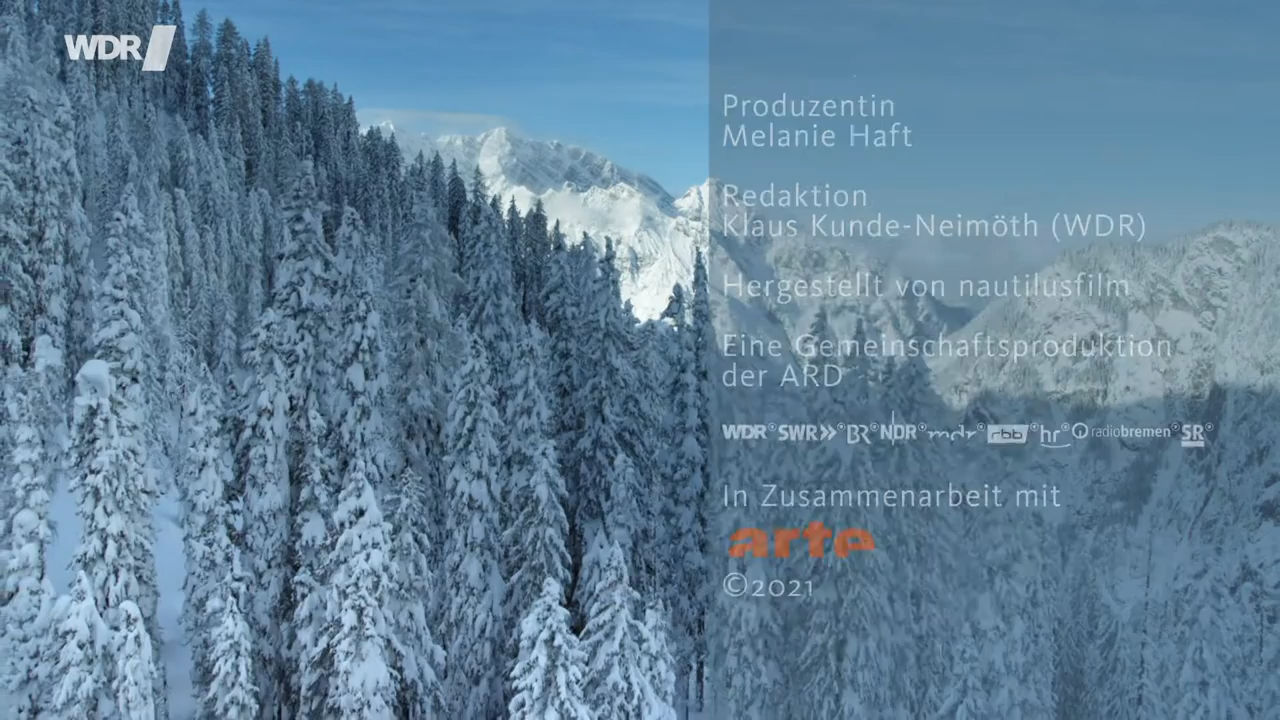 WDR
Produzentin
Melanie Haft
Redaktion
Klaus Kunde-Neimöth (WDR)
Hergestellt von nautilusfilm
Eine Gemeinschaftsproduktion
der ARD
WDR SWR BR NDR mdr rbb hr radiobremen SR
In Zusammenarbeit mit
arte
©2021